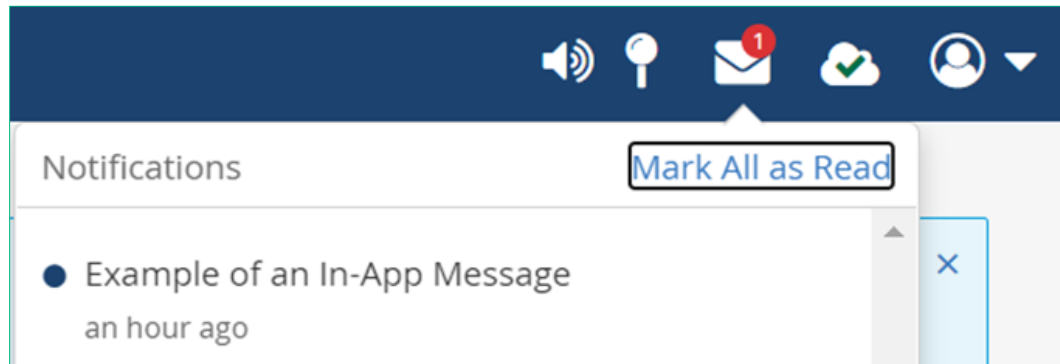 1
Notifications
Mark All as Read
Example of an In-App Message
an hour ago